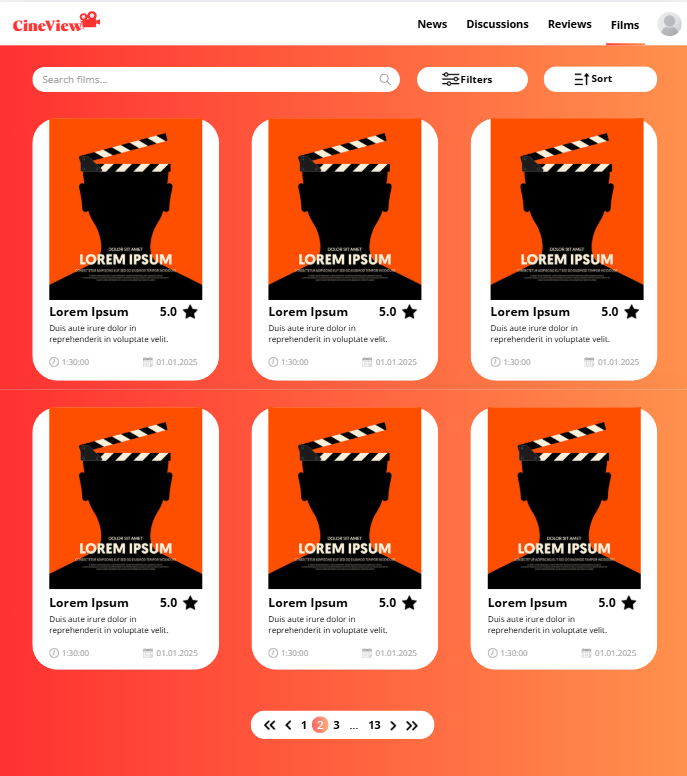 CineView
News Discussions Reviews Films
Search films...
Filters
Sort
DOLOR SIT AMET
LOREM IPSUM
DOLOR SIT AMET
LOREM IPSUM
DOLOR SIT AMET
LOREM IPSUM
Lorem Ipsum 5.0
Duis aute irure dolor in
reprehenderit in voluptate velit.
1:30:00 01.01.2025
Lorem Ipsum 5.0
Duis aute irure dolor in
reprehenderit in voluptate velit.
1:30:00 01.01.2025
Lorem Ipsum 5.0
Duis aute irure dolor in
reprehenderit in voluptate velit.
1:30:00 01.01.2025
DOLOR SIT AMET
LOREM IPSUM
DOLOR SIT AMET
LOREM IPSUM
DOLOR SIT AMET
LOREM IPSUM
Lorem Ipsum 5.0
Duis aute irure dolor in
reprehenderit in voluptate velit.
1:30:00 01.01.2025
Lorem Ipsum 5.0
Duis aute irure dolor in
reprehenderit in voluptate velit.
1:30:00 01.01.2025
Lorem Ipsum 5.0
Duis aute irure dolor in
reprehenderit in voluptate velit.
1:30:00 01.01.2025
1 2 3 ... 13